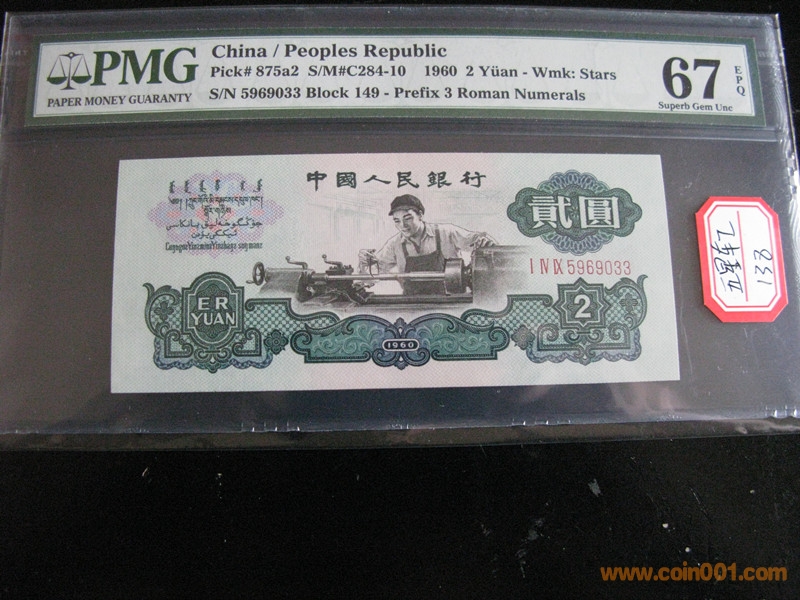 PMG
PAPER MONEY GUARANTY
China / Peoples Republic
Pick# 875a2 S/M#C284-10 1960 2 Yüan - Wmk: Stars
S/N 5969033 Block 149 - Prefix 3 Roman Numerals
67
EPQ
Superb Gem Unc
中國人民銀行
貳圓
I IV IX 5969033
ER
YUAN
1960
2
138
www.coin001.com